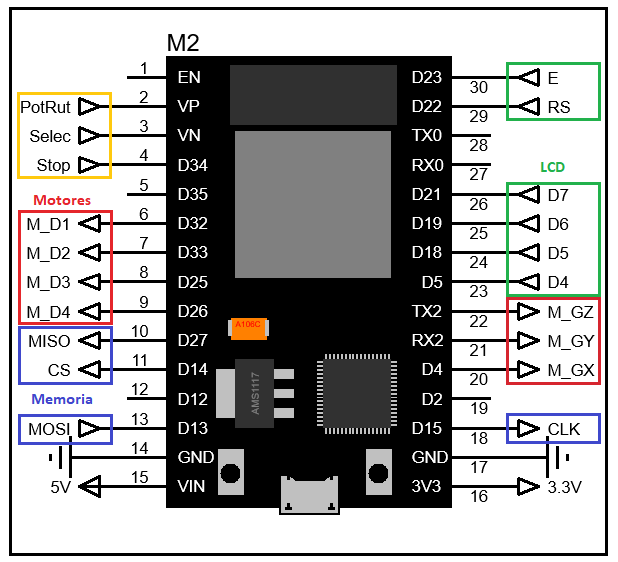 M2
1 EN D23 30 E
PotRut 2 VP D22 29 RS
Selec 3 VN TX0 28
Stop 4 D34 RX0 27
LCD
5 D35 D21 26 D7
Motores
M_D1 6 D32 D19 25 D6
M_D2 7 D33 D18 24 D5
M_D3 8 D25 D5 23 D4
M_D4 9 D26 TX2 22 M_GZ
A106C
MISO 10 D27 RX2 21 M_GY
CS 11 D14 D4 20 M_GX
AMS1117
Memoria
12 D12 D2 19
MOSI 13 D13 D15 18 CLK
14 GND GND 17
5V 15 VIN 3V3 16 3.3V